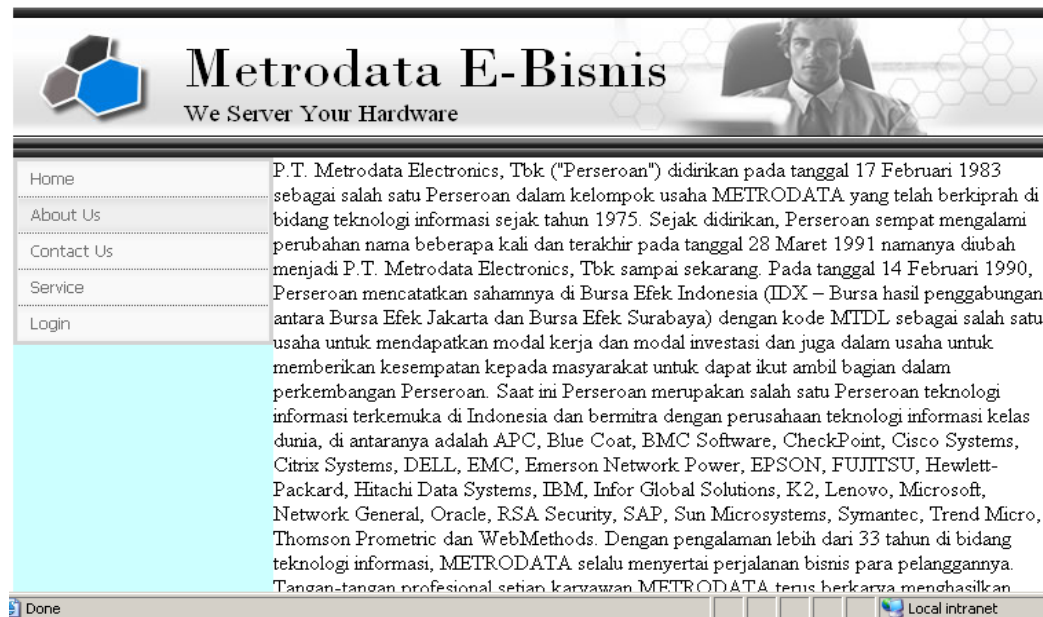 Metrodata E-Bisnis
We Server Your Hardware
Home
About Us
Contact Us
Service
Login
P.T. Metrodata Electronics, Tbk ("Perseroan") didirikan pada tanggal 17 Februari 1983
sebagai salah satu Perseroan dalam kelompok usaha METRODATA yang telah berkiprah di
bidang teknologi informasi sejak tahun 1975. Sejak didirikan, Perseroan sempat mengalami
perubahan nama beberapa kali dan terakhir pada tanggal 28 Maret 1991 namanya diubah
menjadi P.T. Metrodata Electronics, Tbk sampai sekarang. Pada tanggal 14 Februari 1990,
Perseroan mencatatkan sahamnya di Bursa Efek Indonesia (IDX – Bursa hasil penggabungan
antara Bursa Efek Jakarta dan Bursa Efek Surabaya) dengan kode MTDL sebagai salah satu
usaha untuk mendapatkan modal kerja dan modal investasi dan juga dalam usaha untuk
memberikan kesempatan kepada masyarakat untuk dapat ikut ambil bagian dalam
perkembangan Perseroan. Saat ini Perseroan merupakan salah satu Perseroan teknologi
informasi terkemuka di Indonesia dan bermitra dengan perusahaan teknologi informasi kelas
dunia, di antaranya adalah APC, Blue Coat, BMC Software, CheckPoint, Cisco Systems,
Citrix Systems, DELL, EMC, Emerson Network Power, EPSON, FUJITSU, Hewlett-
Packard, Hitachi Data Systems, IBM, Infor Global Solutions, K2, Lenovo, Microsoft,
Network General, Oracle, RSA Security, SAP, Sun Microsystems, Symantec, Trend Micro,
Thomson Prometric dan WebMethods. Dengan pengalaman lebih dari 33 tahun di bidang
teknologi informasi, METRODATA selalu menyertai perjalanan bisnis para pelanggannya.
Tangan-tangan profesional setiap karyawan METRODATA terus berkarya menghasilkan
Done
Local intranet